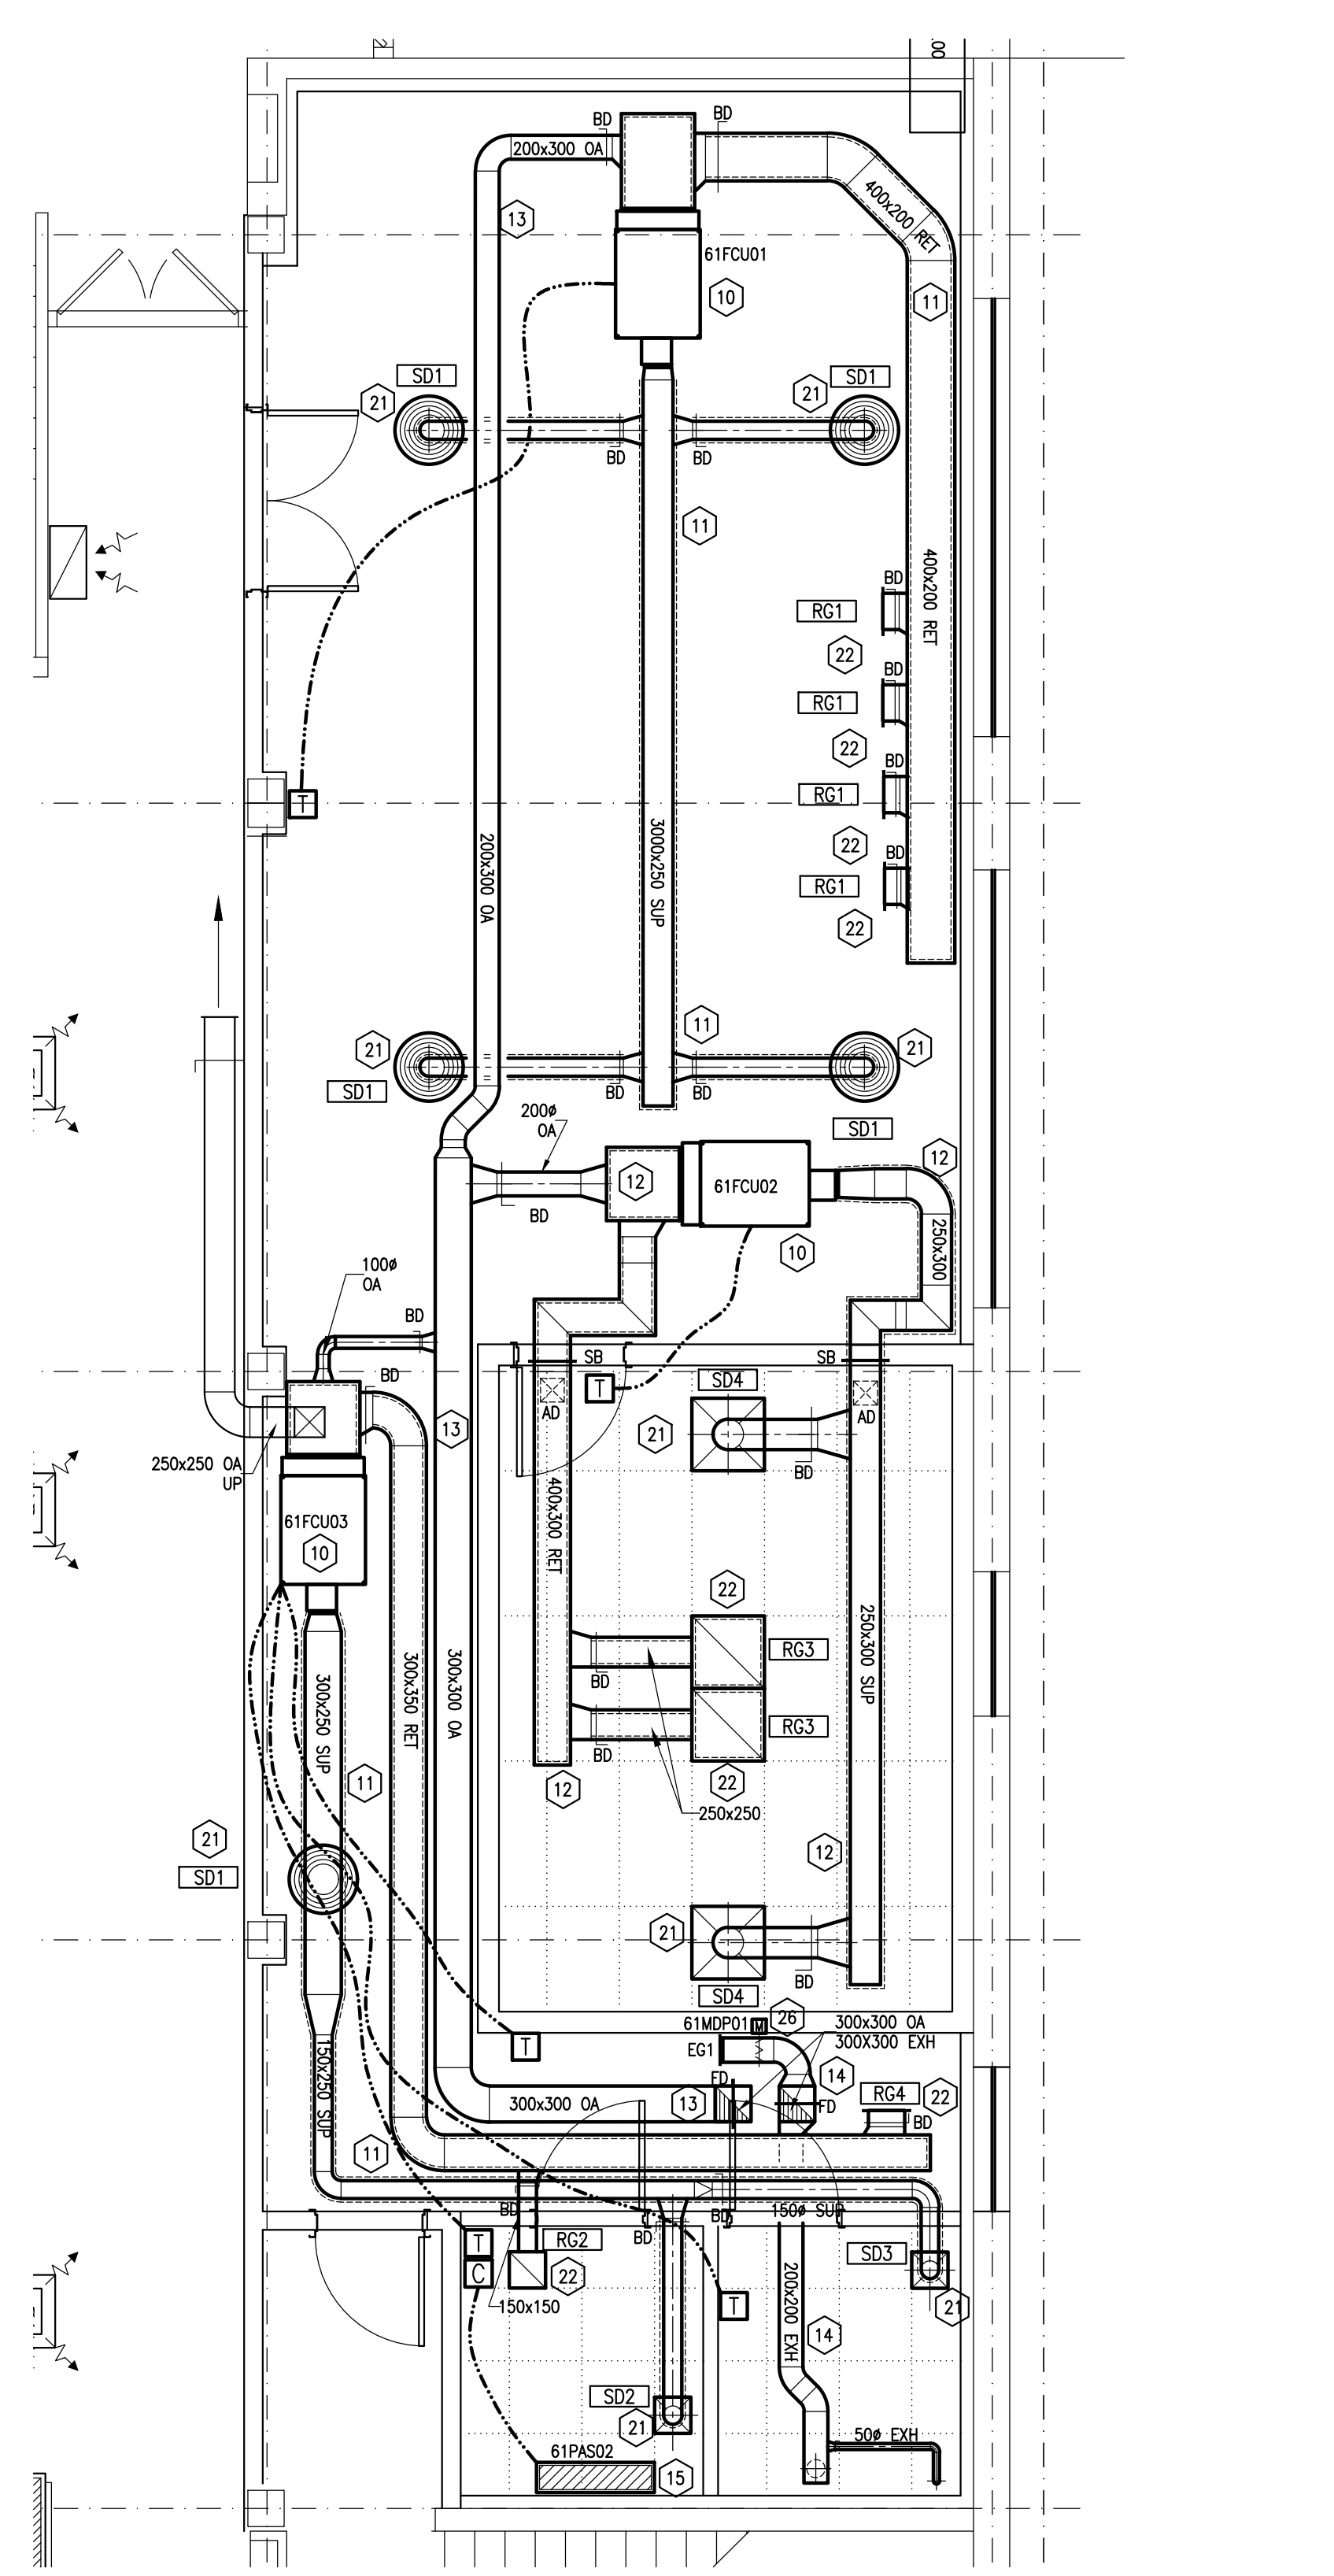 .00
BD
BD
200x300 OA
400x200 RET
13
61FCU01
10
11
SD1
21
21
SD1
BD
BD
11
400x200 RET
BD
RG1
22
BD
RG1
22
BD
RG1
T
200x300 OA
3000x250 SUP
22
BD
RG1
22
11
21
21
SD1
BD
BD
200ø
OA
SD1
12
12
61FCU02
BD
250x300
10
100ø
OA
BD
SB
SB
BD
T
SD4
AD
AD
13
21
BD
250x250 OA
UP
400x300 RET
61FCU03
10
22
250x300 SUP
300x250 SUP
300x350 RET
300x300 OA
RG3
BD
RG3
BD
11
12
22
250x250
21
SD1
12
21
BD
SD4
26
61MDP01
M
300x300 OA
300X300 EXH
T
EG1
14
FD
13
300x300 OA
FD
RG4
22
BD
150x250 SUP
11
BD
BD
150ø SUP
BD
T
RG2
SD3
C
22
150x150
T
21
200x200 EXH
14
SD2
21
50ø EXH
61PAS02
15